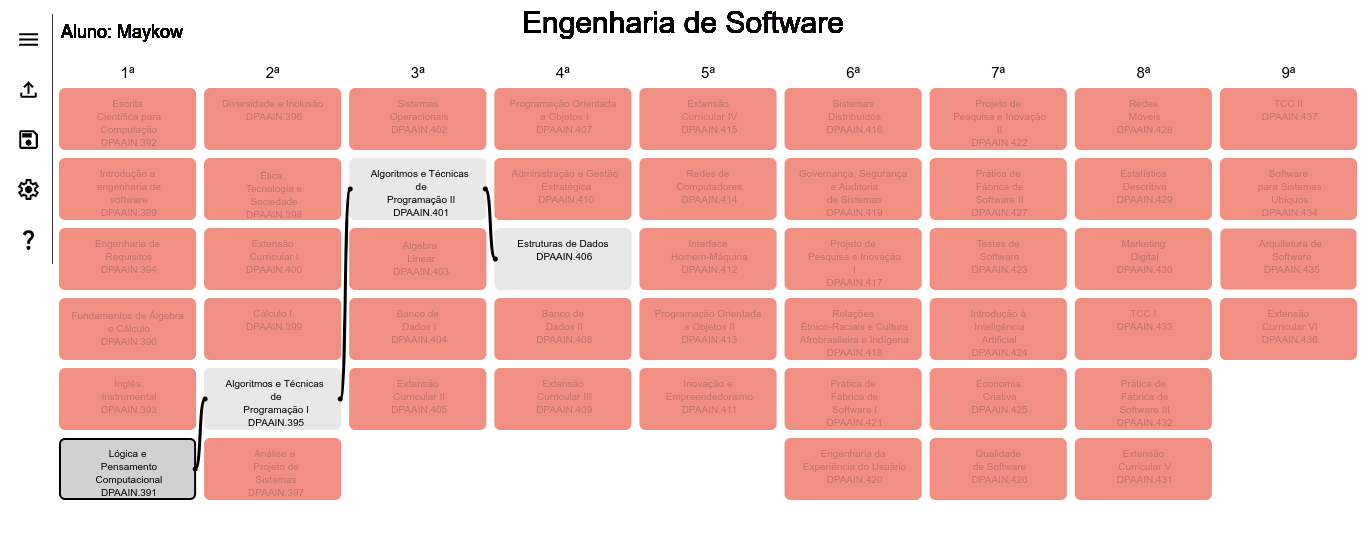 Engenharia de Software
Aluno: Maykow
1ª
2ª
3ª
4ª
5ª
6ª
7ª
8ª
9ª
Escrita
Científica para
Computação
DPAAIN.392
Diversidade e Inclusão
DPAAIN.396
Sistemas
Operacionais
DPAAIN.402
Programação Orientada
a Objetos I
DPAAIN.407
Extensão
Curricular IV
DPAAIN.415
Sistemas
Distribuídos
DPAAIN.416
Projeto de
Pesquisa e Inovação
II
DPAAIN.422
Redes
Móveis
DPAAIN.428
TCC II
DPAAIN.437
Introdução a
engenharia de
software
DPAAIN.389
Ética,
Tecnologia e
Sociedade
DPAAIN.398
Algoritmos e Técnicas
de
Programação II
DPAAIN.401
Administração e Gestão
Estratégica
DPAAIN.410
Redes de
Computadores
DPAAIN.414
Governança, Segurança
e Auditoria
de Sistemas
DPAAIN.419
Prática de
Fábrica de
Software II
DPAAIN.427
Estatística
Descritiva
DPAAIN.429
Software
para Sistemas
Ubíquos
DPAAIN.434
Engenharia de
Requisitos
DPAAIN.394
Extensão
Curricular I
DPAAIN.400
Álgebra
Linear
DPAAIN.403
Estruturas de Dados
DPAAIN.406
Interface
Homem-Máquina
DPAAIN.412
Projeto de
Pesquisa e Inovação
I
DPAAIN.417
Testes de
Software
DPAAIN.423
Marketing
Digital
DPAAIN.430
Arquitetura de
Software
DPAAIN.435
Fundamentos de Álgebra
e Cálculo
DPAAIN.390
Cálculo I
DPAAIN.399
Banco de
Dados I
DPAAIN.404
Banco de
Dados II
DPAAIN.408
Programação Orientada
a Objetos II
DPAAIN.413
Relações
Étnico-Raciais e Cultura
Afrobrasileira e Indígena
DPAAIN.418
Introdução à
Inteligência
Artificial
DPAAIN.424
TCC I
DPAAIN.433
Extensão
Curricular VI
DPAAIN.436
Inglês
Instrumental
DPAAIN.393
Algoritmos e Técnicas
de
Programação I
DPAAIN.395
Extensão
Curricular II
DPAAIN.405
Extensão
Curricular III
DPAAIN.409
Inovação e
Empreendedorismo
DPAAIN.411
Prática de
Fábrica de
Software I
DPAAIN.421
Economia
Criativa
DPAAIN.425
Prática de
Fábrica de
Software III
DPAAIN.432
Lógica e
Pensamento
Computacional
DPAAIN.391
Análise e
Projeto de
Sistemas
DPAAIN.397
Engenharia da
Experiência do Usuário
DPAAIN.420
Qualidade
de Software
DPAAIN.426
Extensão
Curricular V
DPAAIN.431